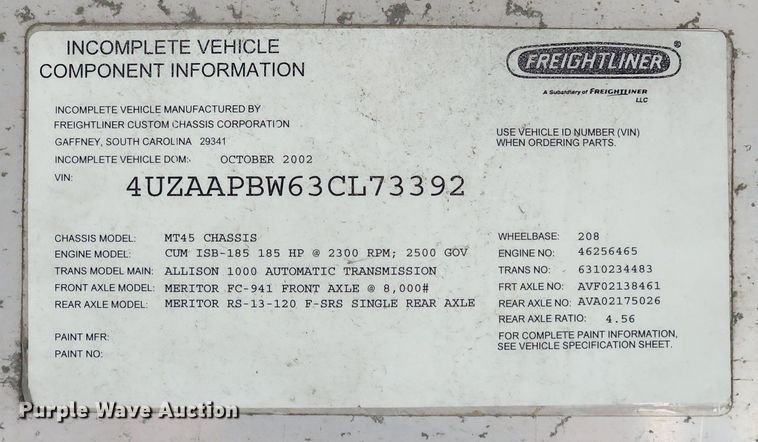 INCOMPLETE VEHICLE
COMPONENT INFORMATION
FREIGHTLINER ®
A Subsidiary of FREIGHTLINER
LLC
INCOMPLETE VEHICLE MANUFACTURED BY
FREIGHTLINER CUSTOM CHASSIS CORPORATION
GAFFNEY, SOUTH CAROLINA 29341
INCOMPLETE VEHICLE DOM: OCTOBER 2002
USE VEHICLE ID NUMBER (VIN)
WHEN ORDERING PARTS.
VIN: 4UZAAPBW63CL73392
CHASSIS MODEL: MT45 CHASSIS
ENGINE MODEL: CUM ISB-185 185 HP @ 2300 RPM; 2500 GOV
TRANS MODEL MAIN: ALLISON 1000 AUTOMATIC TRANSMISSION
FRONT AXLE MODEL: MERITOR FC-941 FRONT AXLE @ 8,000#
REAR AXLE MODEL: MERITOR RS-13-120 F-SRS SINGLE REAR AXLE
PAINT MFR:
PAINT NO:
WHEELBASE: 208
ENGINE NO: 46256465
TRANS NO: 6310234483
FRT AXLE NO: AVF02138461
REAR AXLE NO: AVA02175026
REAR AXLE RATIO: 4.56
FOR COMPLETE PAINT INFORMATION,
SEE VEHICLE SPECIFICATION SHEET.
Purple Wave Auction